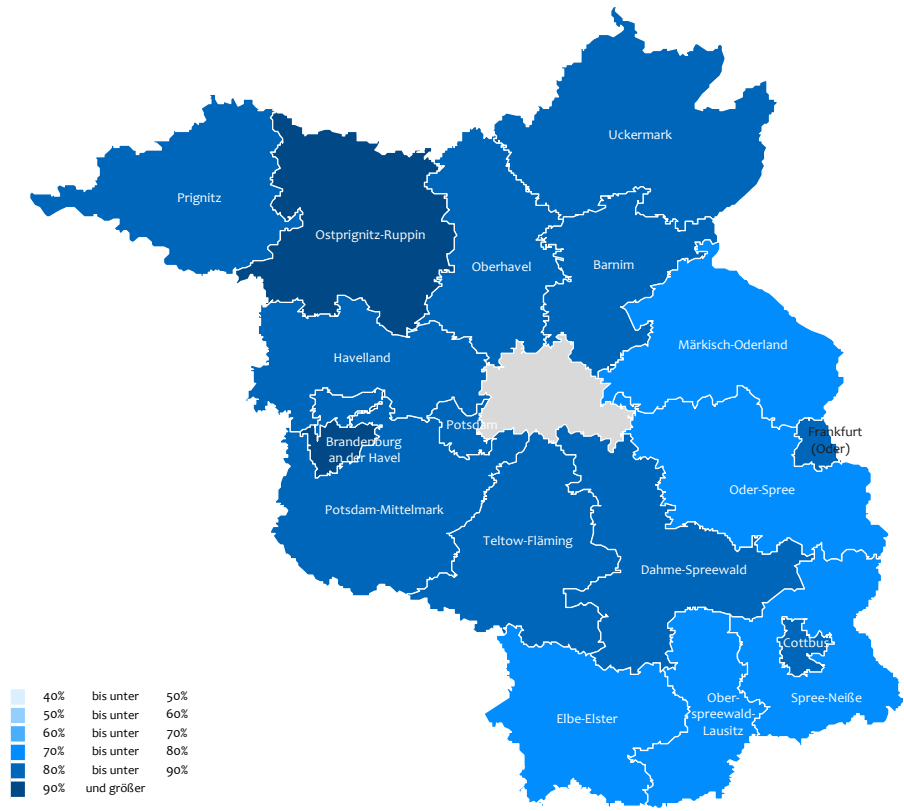 Uckermark
Prignitz
Ostprignitz-Ruppin
Oberhavel
Barnim
Märkisch-Oderland
Havelland
Potsdam
Brandenburg
an der Havel
Frankfurt
(Oder)
Oder-Spree
Potsdam-Mittelmark
Teltow-Fläming
Dahme-Spreewald
Cottbus
Spree-Neiße
Ober-
spreewald-
Lausitz
Elbe-Elster
40% bis unter 50%
50% bis unter 60%
60% bis unter 70%
70% bis unter 80%
80% bis unter 90%
90% und größer